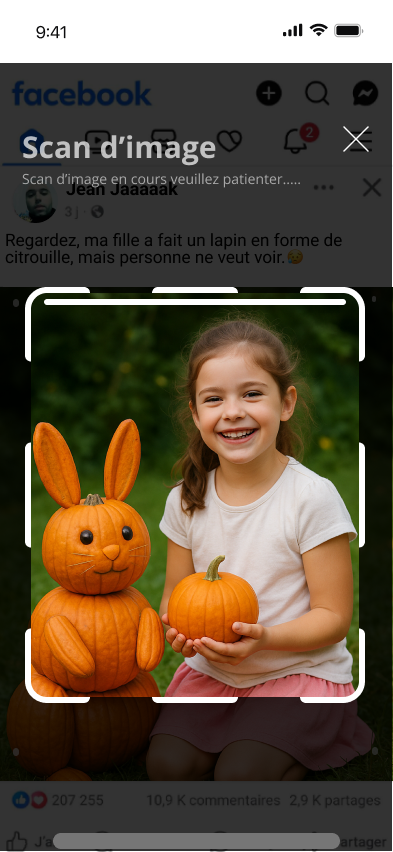 9:41
facebook
2
Scan d'image
Scan d'image en cours veuillez patienter.....
Jean Jaaaaak
3 j
Regardez, ma fille a fait un lapin en forme de
citrouille, mais personne ne veut voir.😢
207 255
10,9 K commentaires
2,9 K partages
J'a
artager